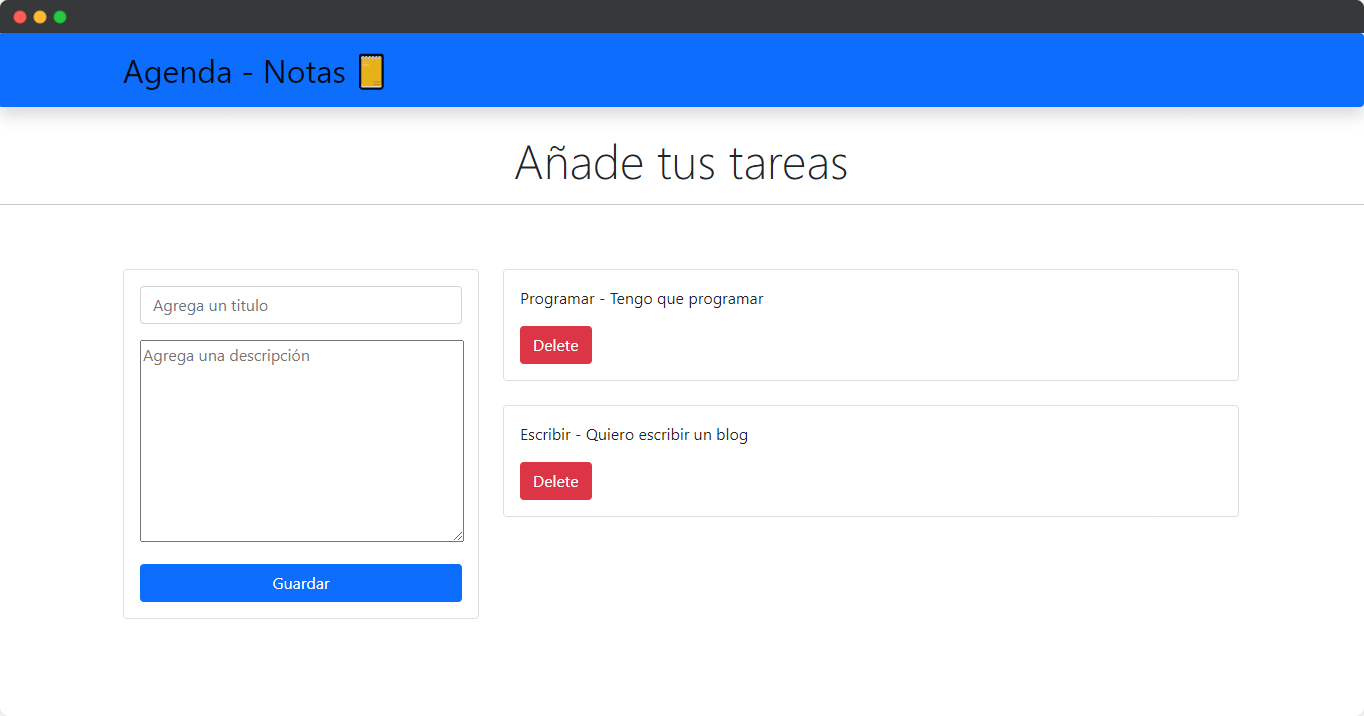 Agenda - Notas 📒
Añade tus tareas
Agrega un titulo
Agrega una descripción
Guardar
Programar - Tengo que programar
Delete
Escribir - Quiero escribir un blog
Delete